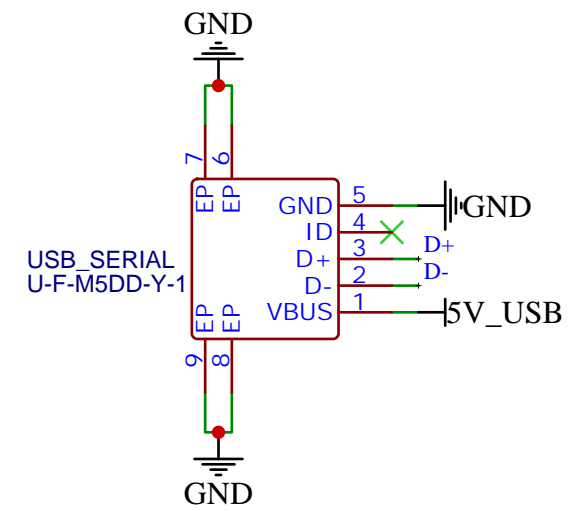 GND
7 6
EP EP
GND 5 GND
ID 4
D+ 3 D+
D- 2 D-
VBUS 1 5V_USB
USB_SERIAL
U-F-M5DD-Y-1
EP EP
9 8
GND